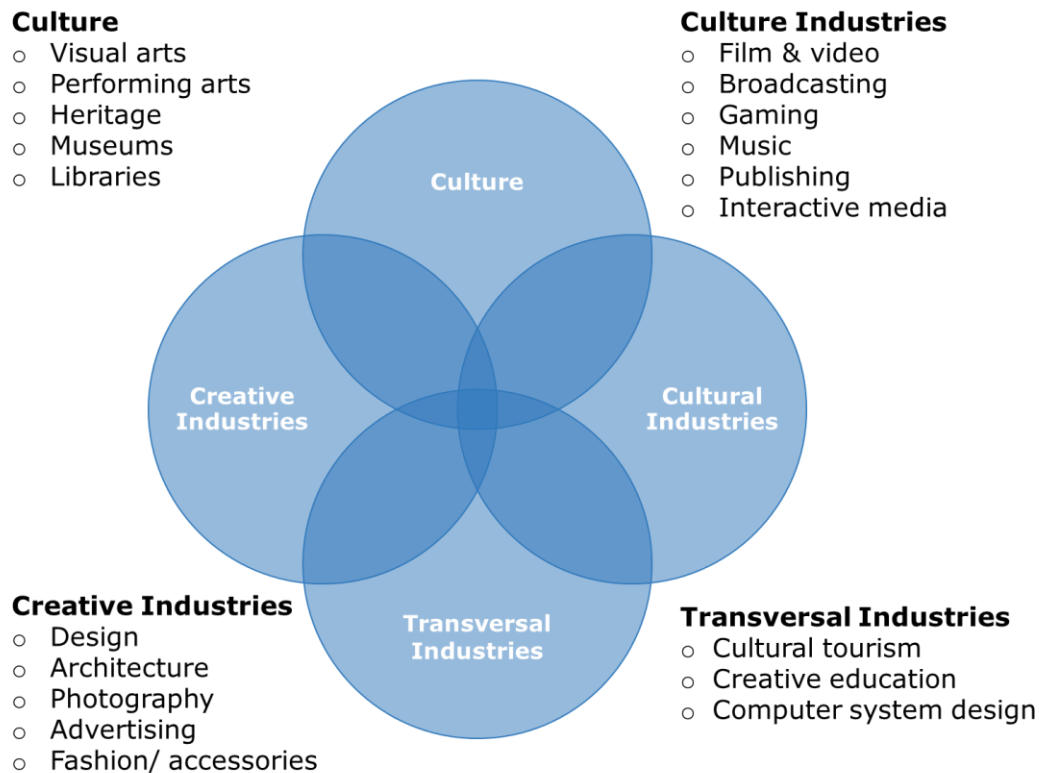 Culture
○ Visual arts
○ Performing arts
○ Heritage
○ Museums
○ Libraries
Culture Industries
○ Film & video
○ Broadcasting
○ Gaming
○ Music
○ Publishing
○ Interactive media
Culture
Creative
Industries
Cultural
Industries
Transversal
Industries
Creative Industries
○ Design
○ Architecture
○ Photography
○ Advertising
○ Fashion/ accessories
Transversal Industries
○ Cultural tourism
○ Creative education
○ Computer system design